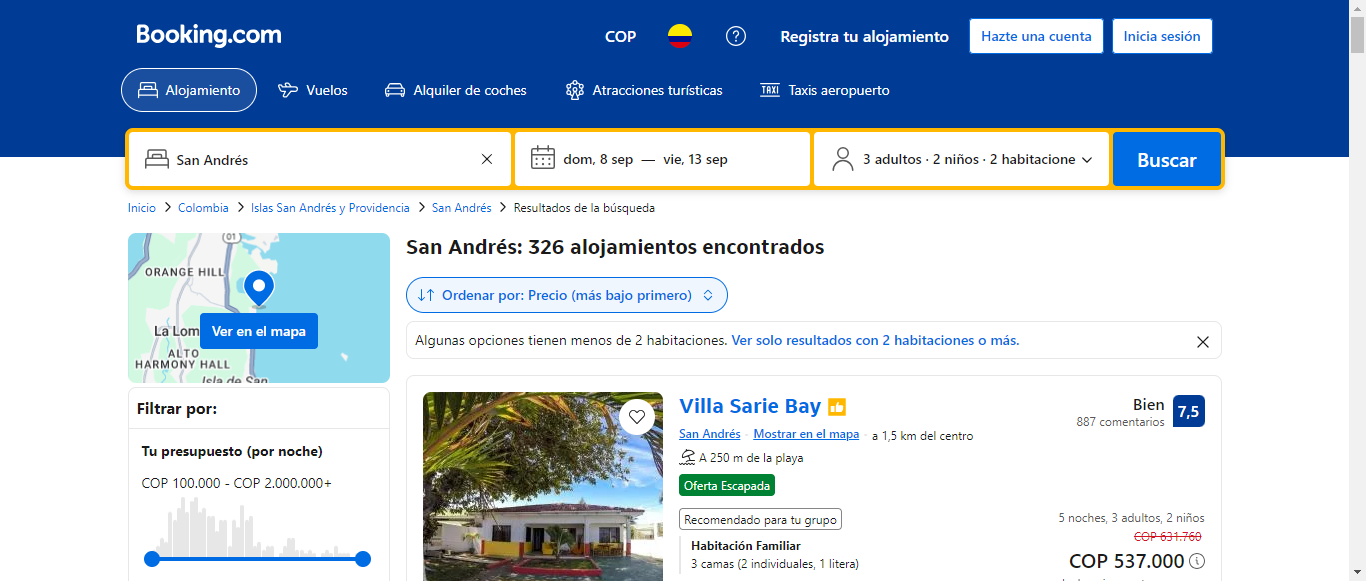 Booking.com
COP
Registra tu alojamiento
Hazte una cuenta
Inicia sesión
Alojamiento
Vuelos
Alquiler de coches
Atracciones turísticas
TAXI
Taxis aeropuerto
San Andrés
dom, 8 sep — vie, 13 sep
3 adultos · 2 niños · 2 habitacione
Buscar
Inicio > Colombia > Islas San Andrés y Providencia > San Andrés > Resultados de la búsqueda
01
ORANGE HILL
La Lom
Ver en el mapa
ALTO
HARMONY HALL
Isla de San
Filtrar por:
Tu presupuesto (por noche)
COP 100.000 - COP 2.000.000+
San Andrés: 326 alojamientos encontrados
Ordenar por: Precio (más bajo primero)
Algunas opciones tienen menos de 2 habitaciones. Ver solo resultados con 2 habitaciones o más.
Villa Sarie Bay
San Andrés · Mostrar en el mapa · a 1,5 km del centro
A 250 m de la playa
Oferta Escapada
Recomendado para tu grupo
Habitación Familiar
3 camas (2 individuales, 1 litera)
Bien
887 comentarios
7,5
5 noches, 3 adultos, 2 niños
COP 631.760
COP 537.000